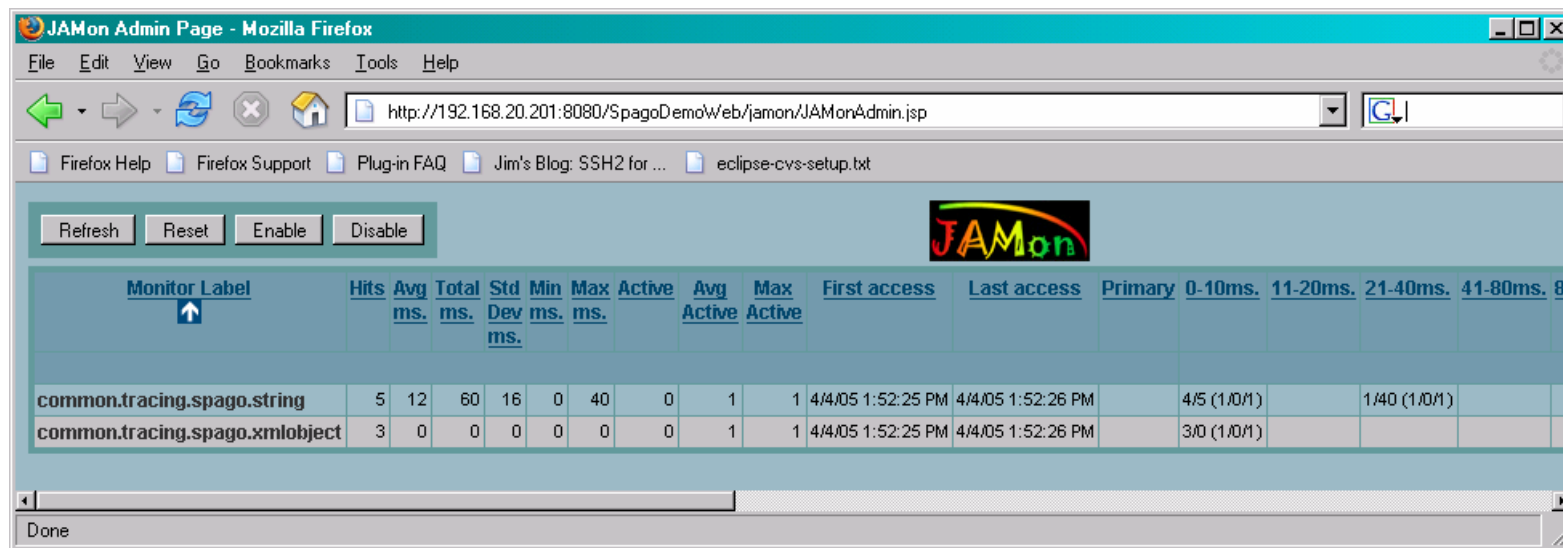 JAMon Admin Page - Mozilla Firefox
File Edit View Go Bookmarks Tools Help
http://192.168.20.201:8080/SpagoDemoWeb/jamon/JAMonAdmin.jsp
G
Firefox Help Firefox Support Plug-in FAQ Jim's Blog: SSH2 for ... eclipse-cvs-setup.txt
Refresh Reset Enable Disable
JAMon
Monitor Label Hits Avg ms. Total ms. Std Dev ms. Min ms. Max ms. Active Avg Active Max Active First access Last access Primary 0-10ms. 11-20ms. 21-40ms. 41-80ms. 8
common.tracing.spago.string 5 12 60 16 0 40 0 1 1 4/4/05 1:52:25 PM 4/4/05 1:52:26 PM 4/5 (1/0/1) 1/40 (1/0/1)
common.tracing.spago.xmlobject 3 0 0 0 0 0 0 1 1 4/4/05 1:52:25 PM 4/4/05 1:52:26 PM 3/0 (1/0/1)
Done